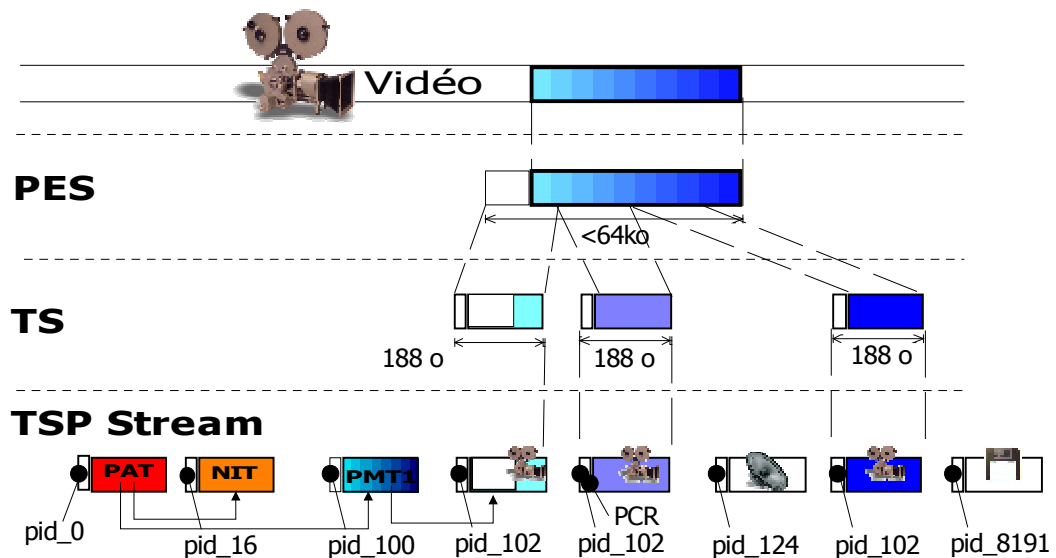 Vidéo
PES
<64ko
TS
188 o
188 o
188 o
TSP Stream
PAT
NIT
PMT1
PCR
pid_0
pid_16
pid_100
pid_102
pid_102
pid_124
pid_102
pid_8191